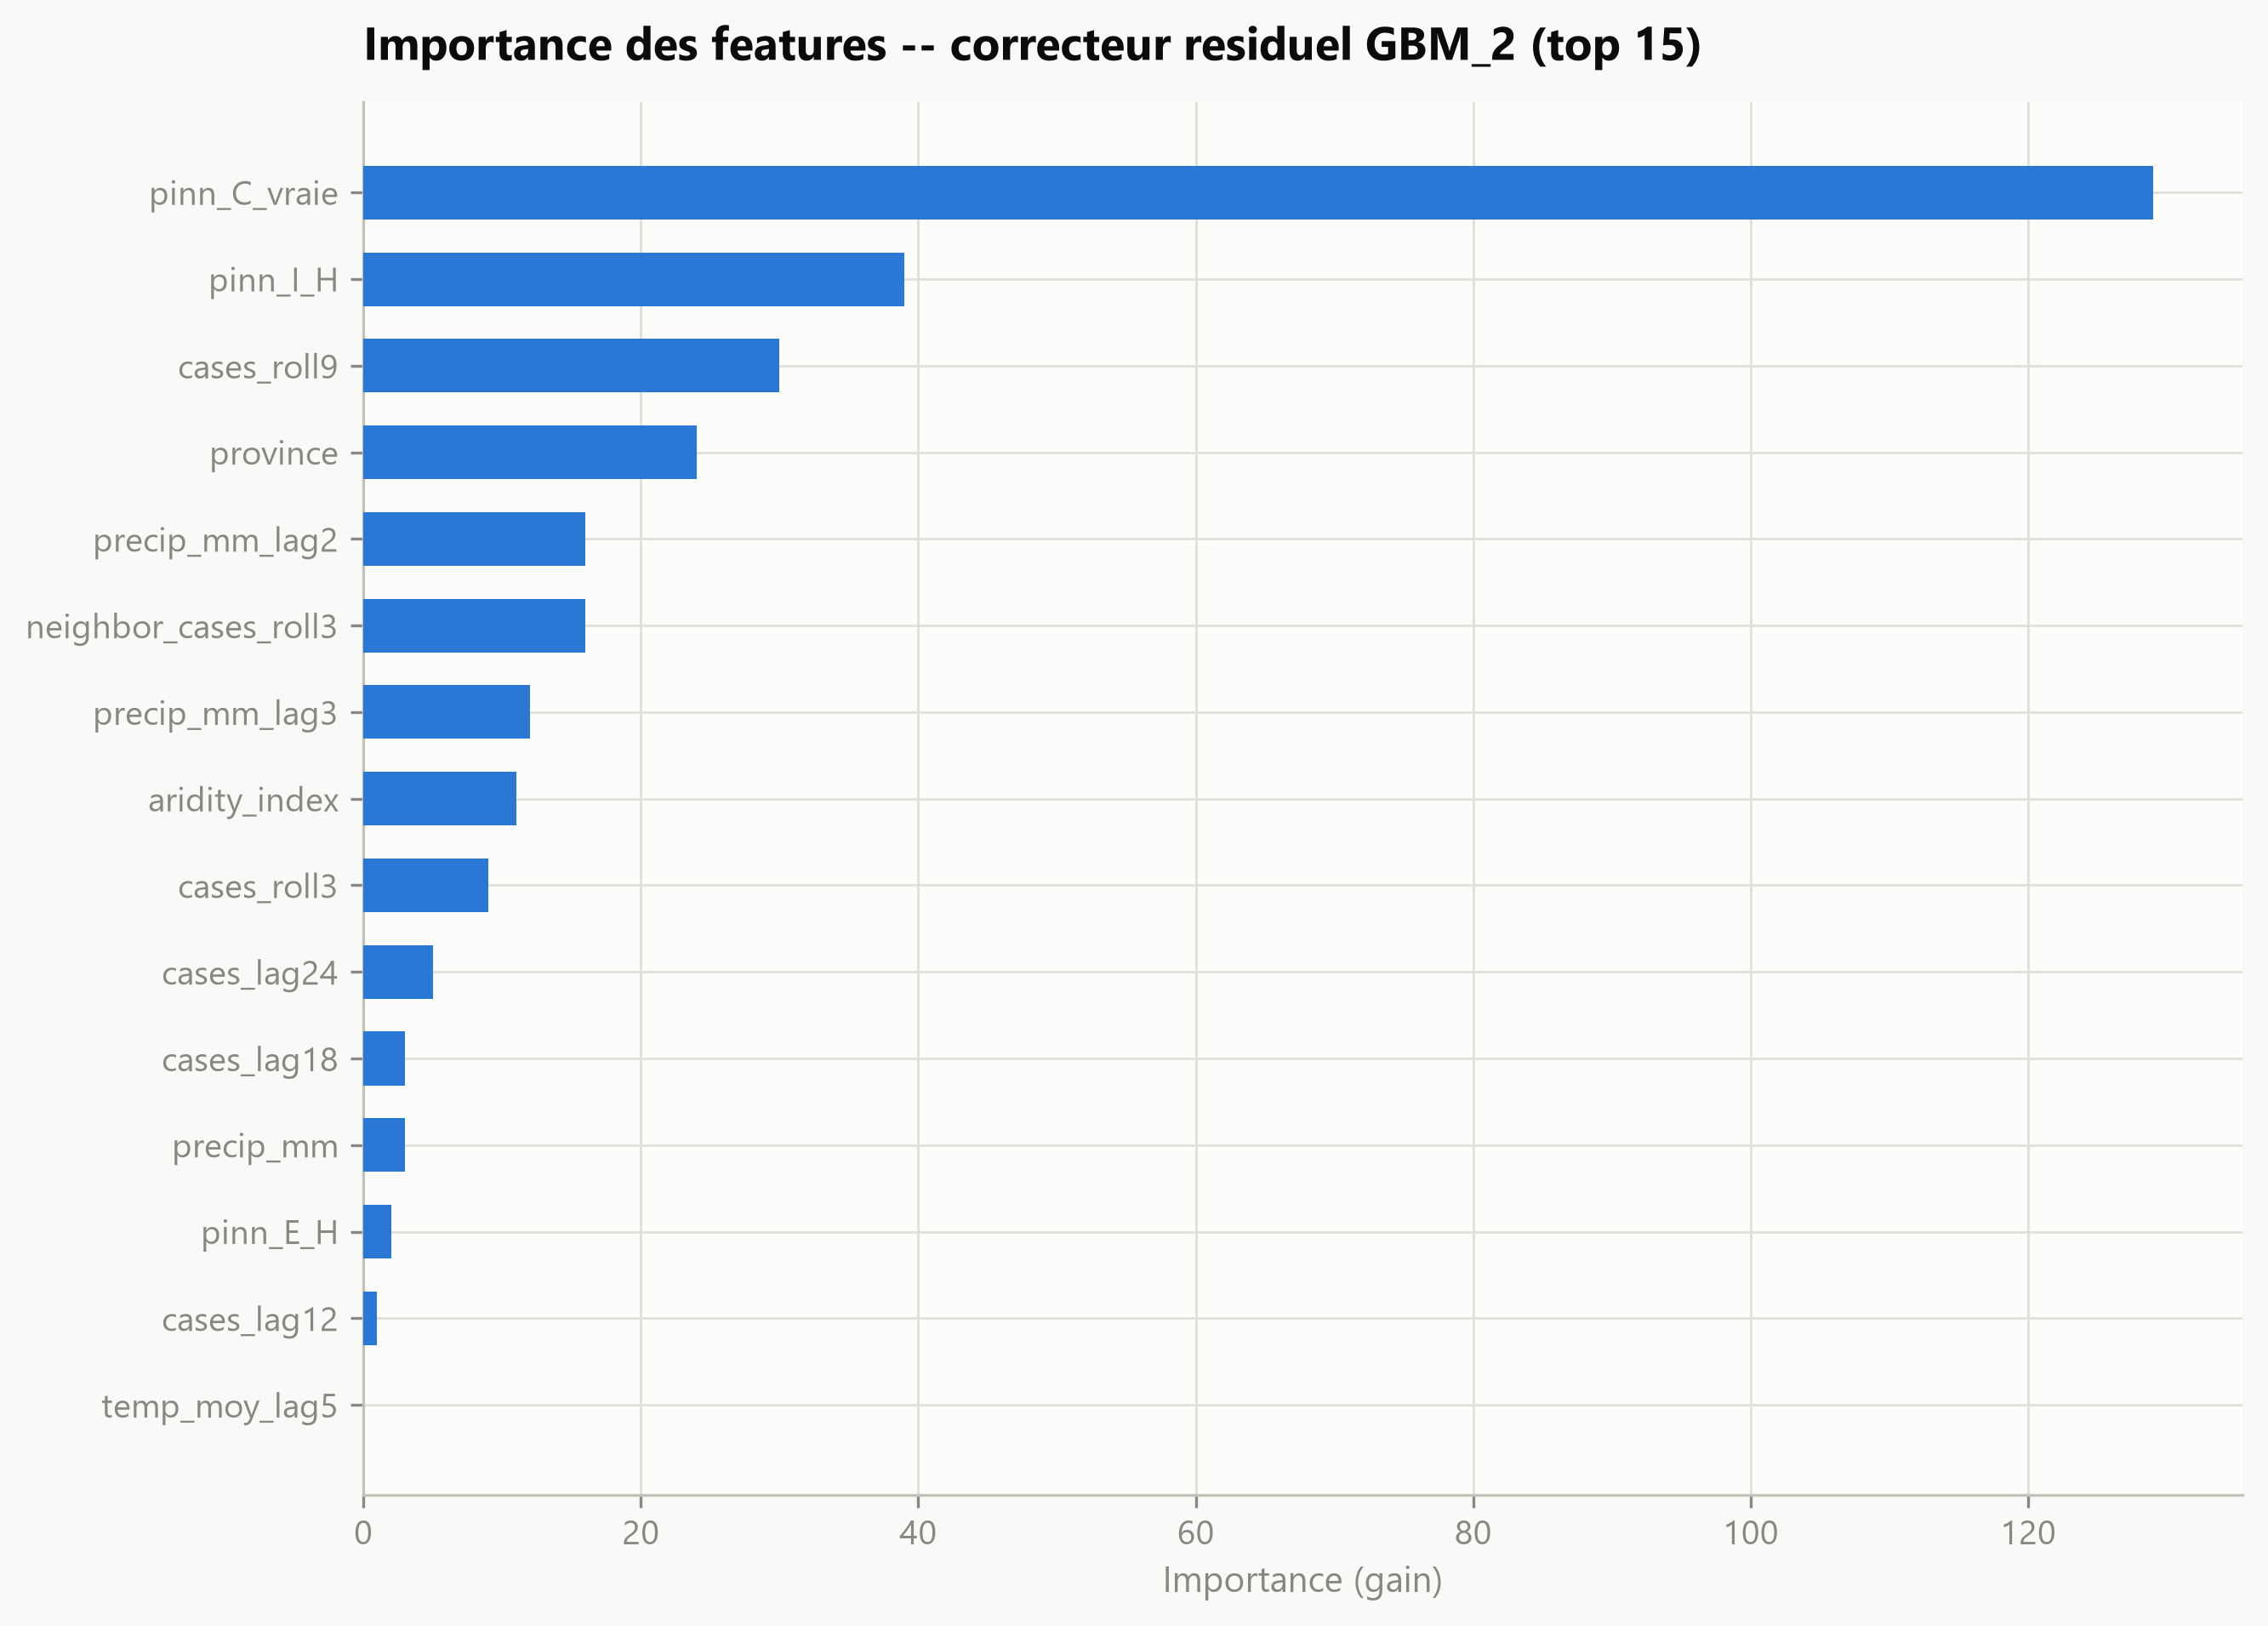 Importance des features -- correcteur residuel GBM_2 (top 15)
pinn_C_vraie
pinn_I_H
cases_roll9
province
precip_mm_lag2
neighbor_cases_roll3
precip_mm_lag3
aridity_index
cases_roll3
cases_lag24
cases_lag18
precip_mm
pinn_E_H
cases_lag12
temp_moy_lag5
0 20 40 60 80 100 120
Importance (gain)